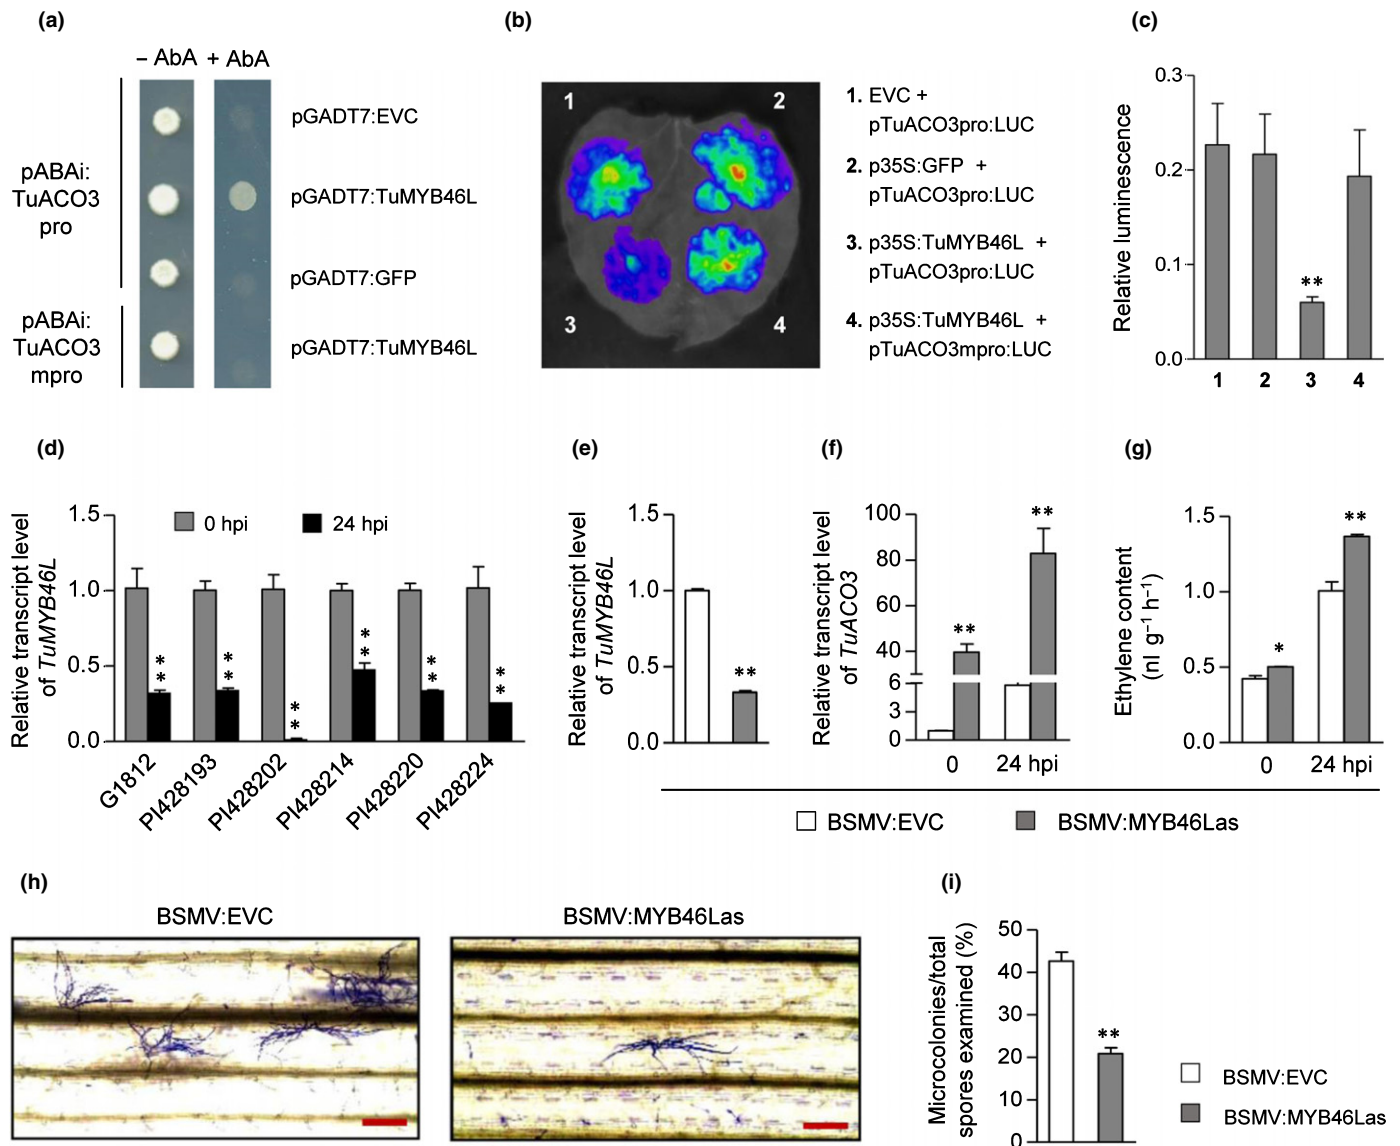 (a)
− AbA + AbA
pABAi:
TuACO3
pro
pABAi:
TuACO3
mpro
pGADT7:EVC
pGADT7:TuMYB46L
pGADT7:GFP
pGADT7:TuMYB46L
(b)
1
2
3
4
1. EVC +
pTuACO3pro:LUC
2. p35S:GFP +
pTuACO3pro:LUC
3. p35S:TuMYB46L +
pTuACO3pro:LUC
4. p35S:TuMYB46L +
pTuACO3mpro:LUC
(c)
Relative luminescence
0.3
0.2
0.1
0.0
**
1 2 3 4
(d)
Relative transcript level
of TuMYB46L
1.5
1.0
0.5
0.0
0 hpi
24 hpi
**
**
**
**
**
**
G1812
PI428193
PI428202
PI428214
PI428220
PI428224
(e)
Relative transcript level
of TuMYB46L
1.5
1.0
0.5
0.0
**
(f)
Relative transcript level
of TuACO3
100
80
60
40
6
3
0
**
**
0 24 hpi
(g)
Ethylene content
(nl g⁻¹ h⁻¹)
1.5
1.0
0.5
0.0
*
**
0 24 hpi
BSMV:EVC
BSMV:MYB46Las
(h)
BSMV:EVC
BSMV:MYB46Las
(i)
Microcolonies/total
spores examined (%)
50
40
30
20
10
0
**
BSMV:EVC
BSMV:MYB46Las